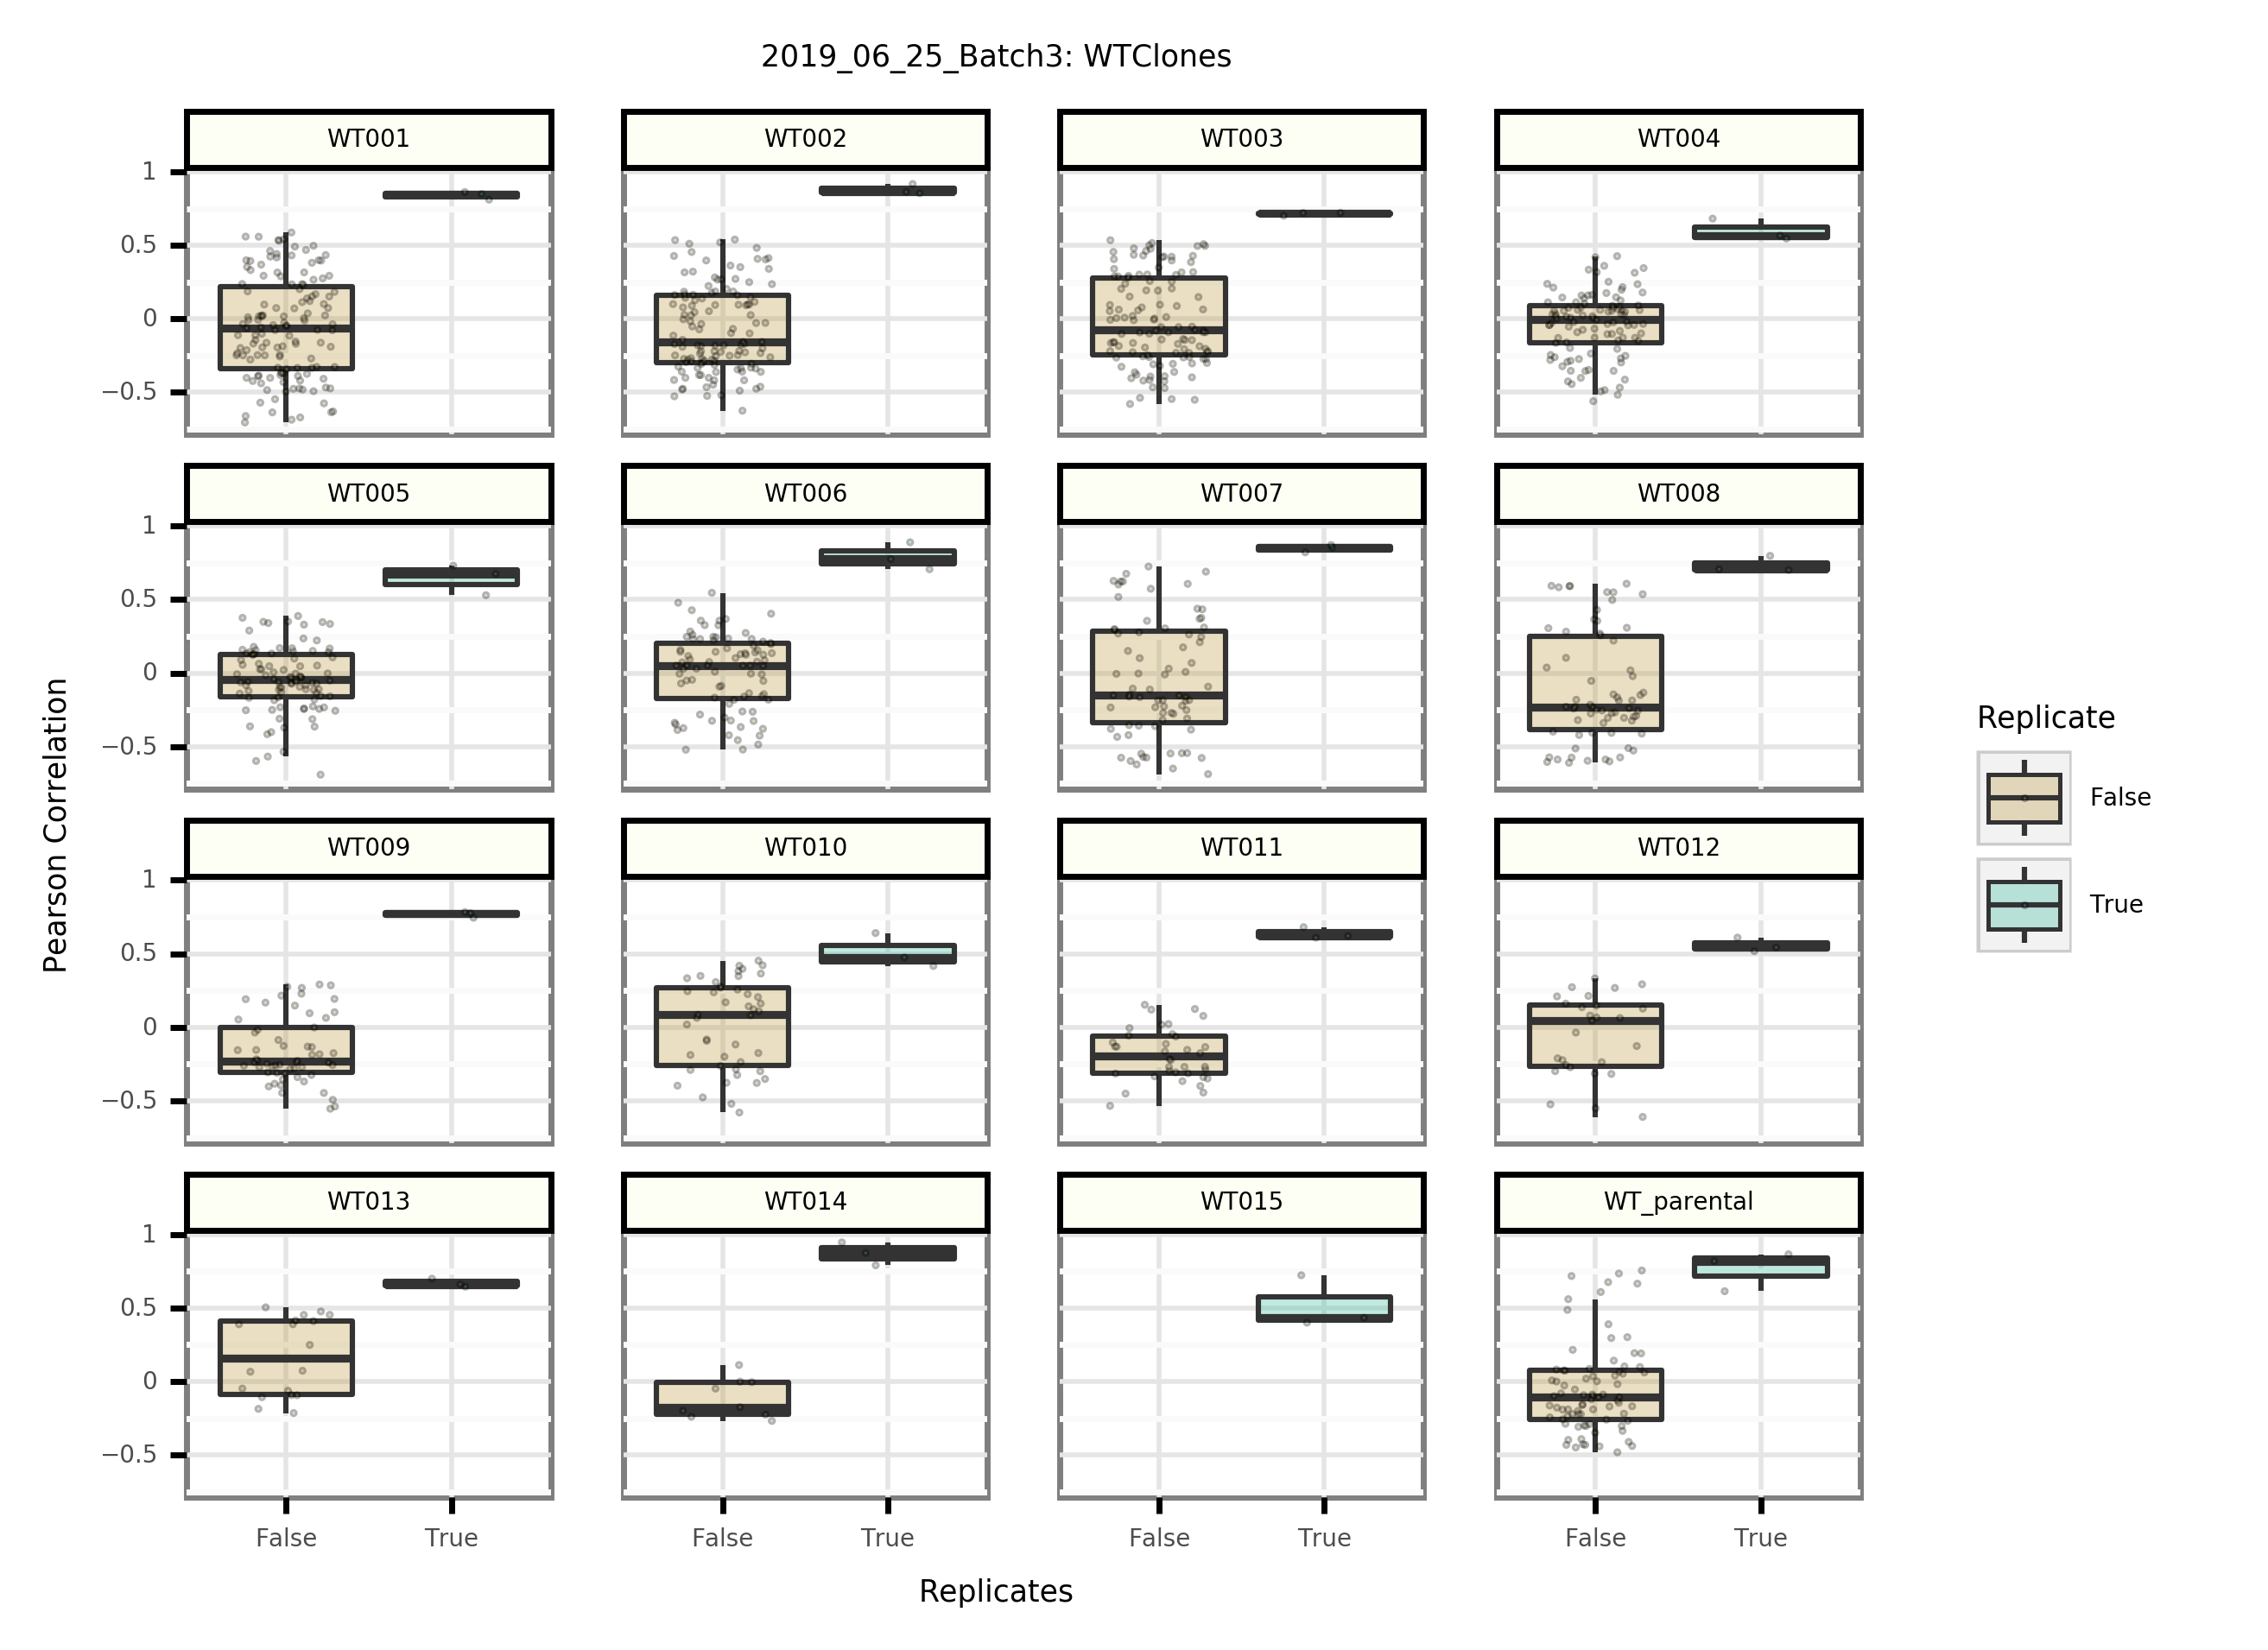 2019_06_25_Batch3: WTClones
WT001
WT002
WT003
WT004
1
0.5
0
−0.5
WT005
WT006
WT007
WT008
1
0.5
0
−0.5
WT009
WT010
WT011
WT012
1
0.5
0
−0.5
WT013
WT014
WT015
WT_parental
1
0.5
0
−0.5
False
True
False
True
False
True
False
True
Replicates
Pearson Correlation
Replicate
False
True